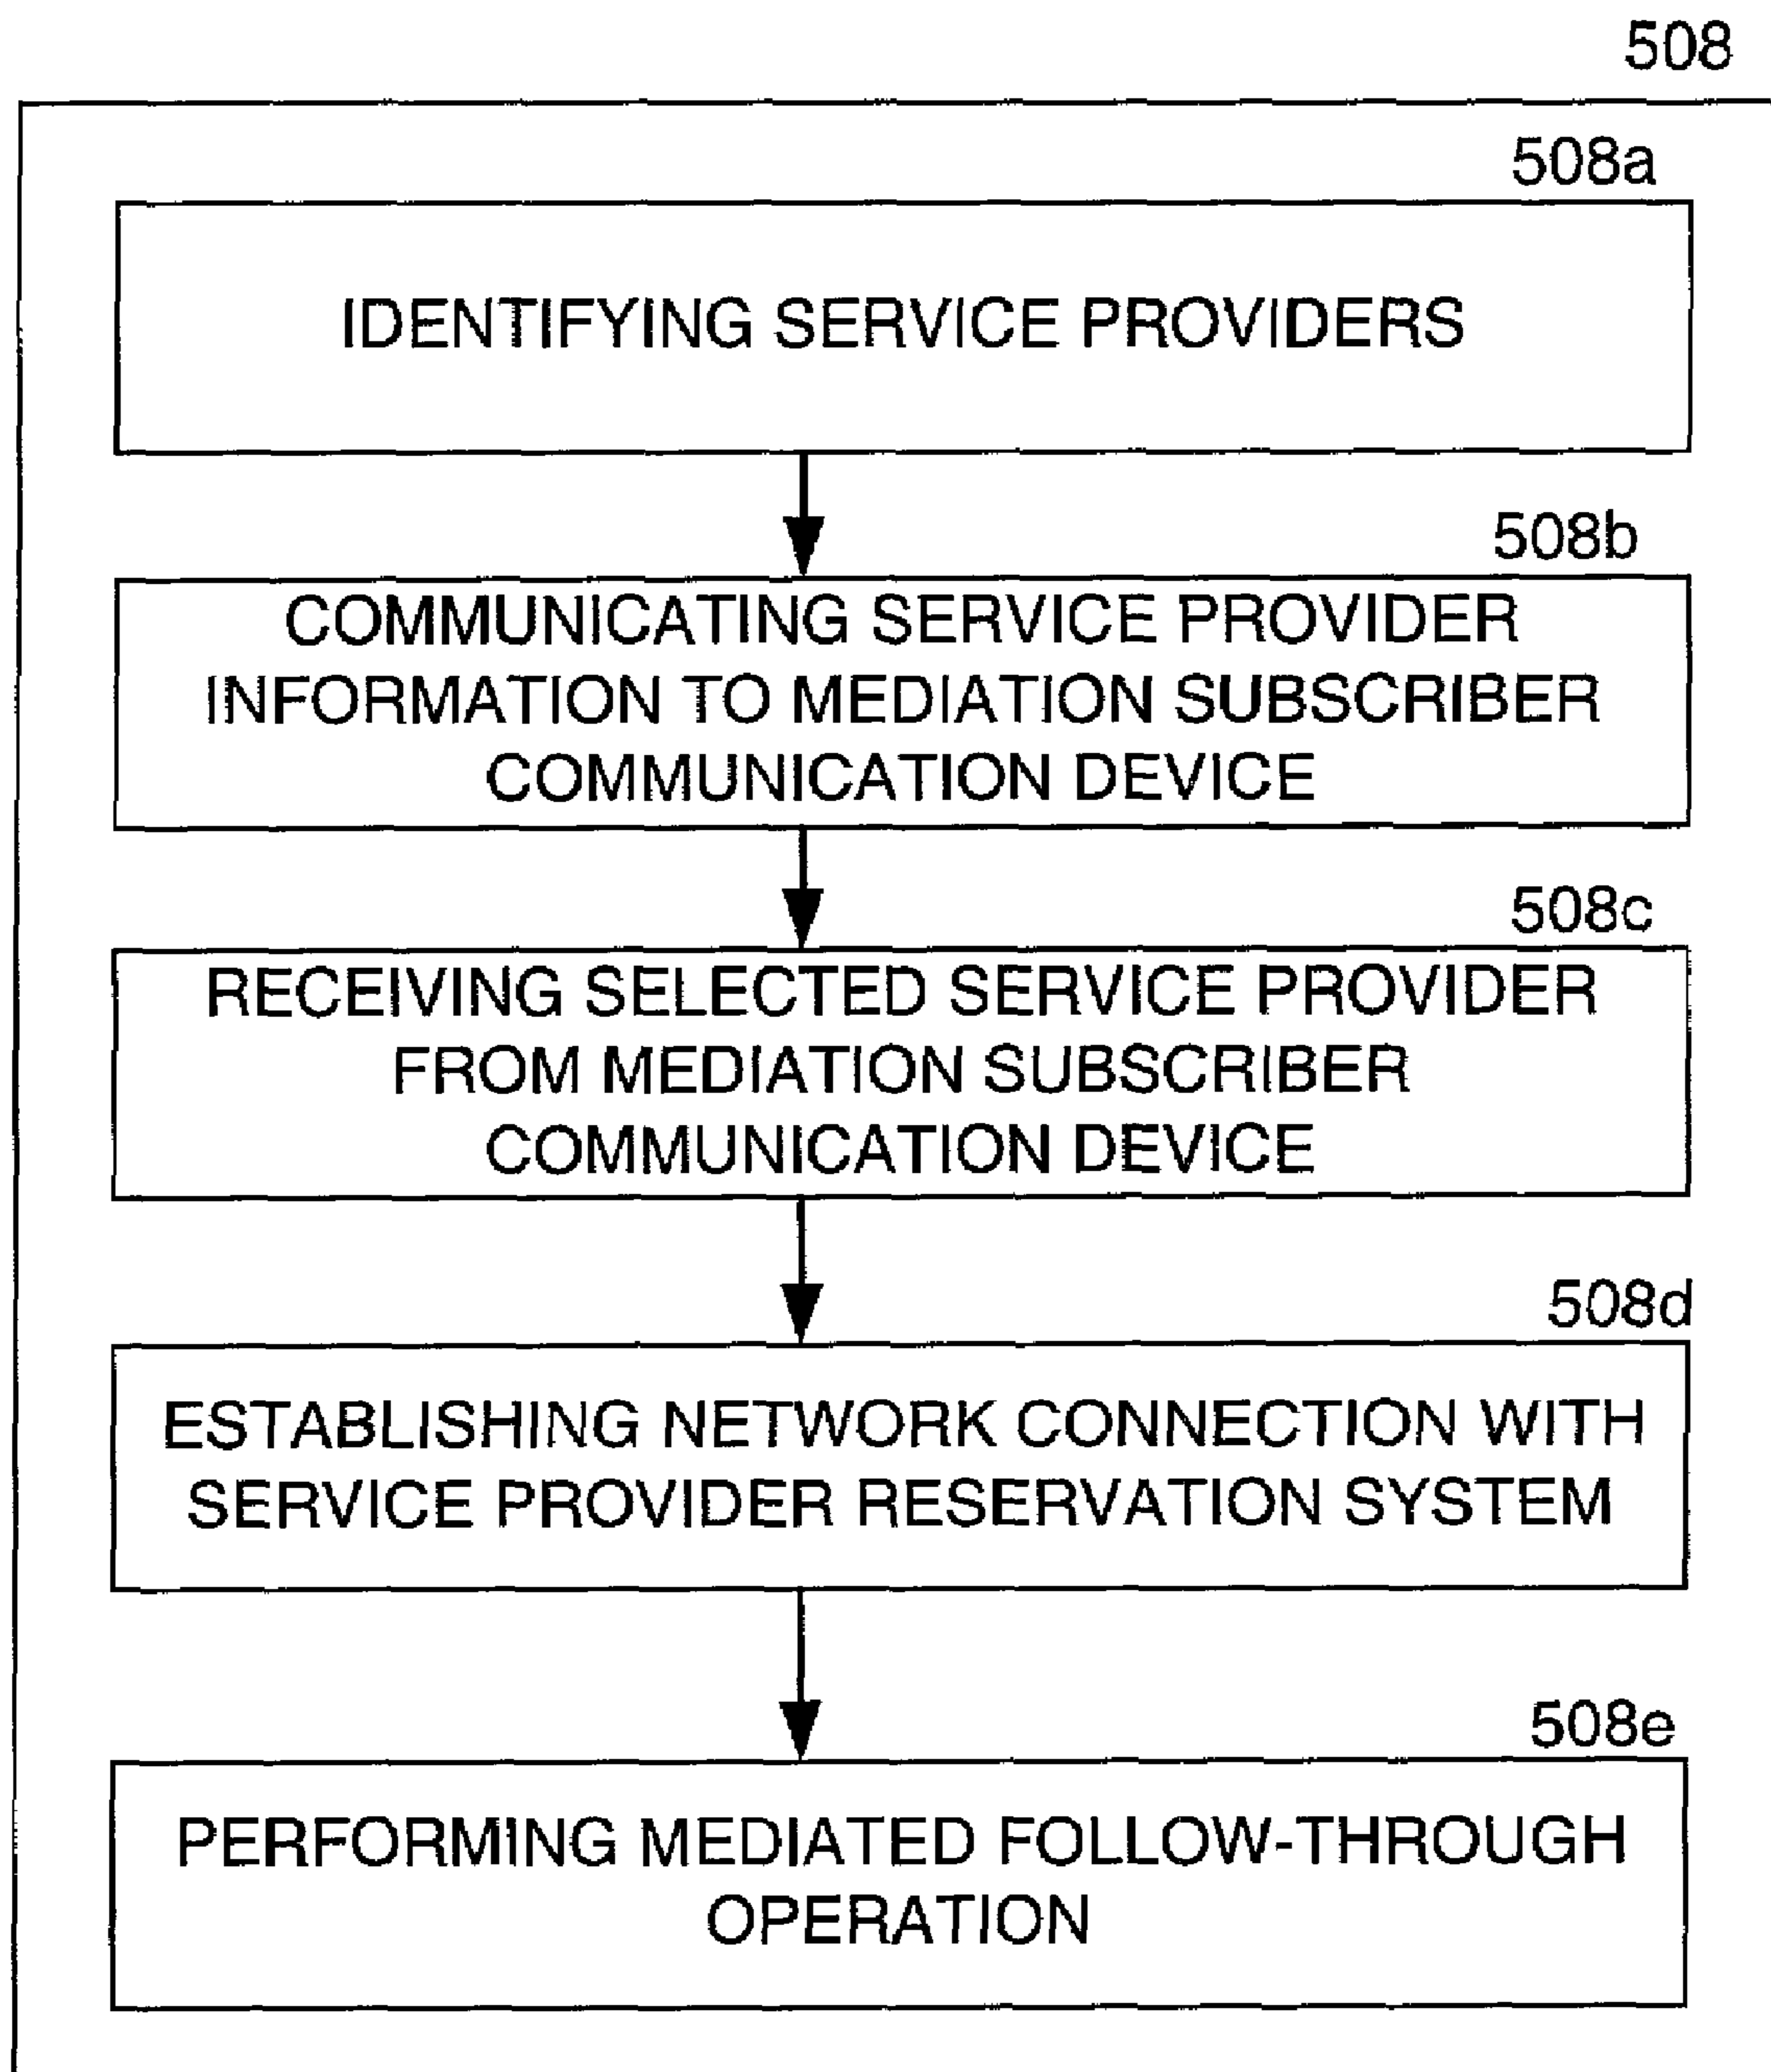 508
508a
IDENTIFYING SERVICE PROVIDERS
508b
COMMUNICATING SERVICE PROVIDER
INFORMATION TO MEDIATION SUBSCRIBER
COMMUNICATION DEVICE
508c
RECEIVING SELECTED SERVICE PROVIDER
FROM MEDIATION SUBSCRIBER
COMMUNICATION DEVICE
508d
ESTABLISHING NETWORK CONNECTION WITH
SERVICE PROVIDER RESERVATION SYSTEM
508e
PERFORMING MEDIATED FOLLOW-THROUGH
OPERATION